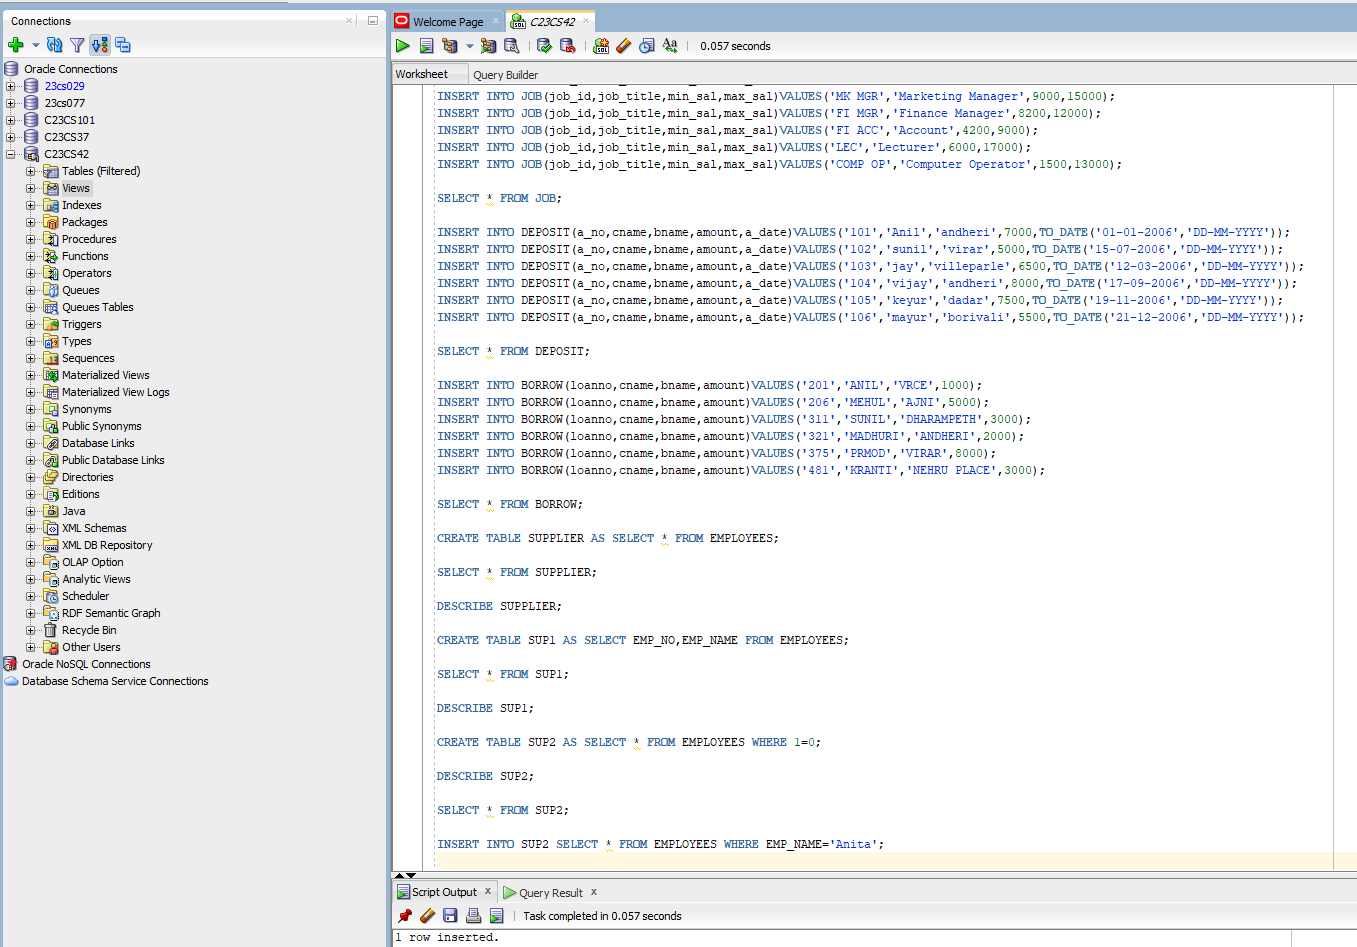 Connections
Oracle Connections
23cs029
23cs077
C23CS101
C23CS37
C23CS42
Tables (Filtered)
Views
Indexes
Packages
Procedures
Functions
Operators
Queues
Queues Tables
Triggers
Types
Sequences
Materialized Views
Materialized View Logs
Synonyms
Public Synonyms
Database Links
Public Database Links
Directories
Editions
Java
XML Schemas
XML DB Repository
OLAP Option
Analytic Views
Scheduler
RDF Semantic Graph
Recycle Bin
Other Users
Oracle NoSQL Connections
Database Schema Service Connections
Welcome Page
C23CS42
0.057 seconds
Worksheet Query Builder
INSERT INTO JOB(job_id,job_title,min_sal,max_sal)VALUES('MK MGR','Marketing Manager',9000,15000);
INSERT INTO JOB(job_id,job_title,min_sal,max_sal)VALUES('FI MGR','Finance Manager',8200,12000);
INSERT INTO JOB(job_id,job_title,min_sal,max_sal)VALUES('FI ACC','Account',4200,9000);
INSERT INTO JOB(job_id,job_title,min_sal,max_sal)VALUES('LEC','Lecturer',6000,17000);
INSERT INTO JOB(job_id,job_title,min_sal,max_sal)VALUES('COMP OP','Computer Operator',1500,13000);
SELECT * FROM JOB;
INSERT INTO DEPOSIT(a_no,cname,bname,amount,a_date)VALUES('101','Anil','andheri',7000,TO_DATE('01-01-2006','DD-MM-YYYY'));
INSERT INTO DEPOSIT(a_no,cname,bname,amount,a_date)VALUES('102','sunil','virar',5000,TO_DATE('15-07-2006','DD-MM-YYYY'));
INSERT INTO DEPOSIT(a_no,cname,bname,amount,a_date)VALUES('103','jay','villeparle',6500,TO_DATE('12-03-2006','DD-MM-YYYY'));
INSERT INTO DEPOSIT(a_no,cname,bname,amount,a_date)VALUES('104','vijay','andheri',8000,TO_DATE('17-09-2006','DD-MM-YYYY'));
INSERT INTO DEPOSIT(a_no,cname,bname,amount,a_date)VALUES('105','keyur','dadar',7500,TO_DATE('19-11-2006','DD-MM-YYYY'));
INSERT INTO DEPOSIT(a_no,cname,bname,amount,a_date)VALUES('106','mayur','borivali',5500,TO_DATE('21-12-2006','DD-MM-YYYY'));
SELECT * FROM DEPOSIT;
INSERT INTO BORROW(loanno,cname,bname,amount)VALUES('201','ANIL','VRCE',1000);
INSERT INTO BORROW(loanno,cname,bname,amount)VALUES('206','MEHUL','AJNI',5000);
INSERT INTO BORROW(loanno,cname,bname,amount)VALUES('311','SUNIL','DHARAMPETH',3000);
INSERT INTO BORROW(loanno,cname,bname,amount)VALUES('321','MADHURI','ANDHERI',2000);
INSERT INTO BORROW(loanno,cname,bname,amount)VALUES('375','PRMOD','VIRAR',8000);
INSERT INTO BORROW(loanno,cname,bname,amount)VALUES('481','KRANTI','NEHRU PLACE',3000);
SELECT * FROM BORROW;
CREATE TABLE SUPPLIER AS SELECT * FROM EMPLOYEES;
SELECT * FROM SUPPLIER;
DESCRIBE SUPPLIER;
CREATE TABLE SUP1 AS SELECT EMP_NO,EMP_NAME FROM EMPLOYEES;
SELECT * FROM SUP1;
DESCRIBE SUP1;
CREATE TABLE SUP2 AS SELECT * FROM EMPLOYEES WHERE 1=0;
DESCRIBE SUP2;
SELECT * FROM SUP2;
INSERT INTO SUP2 SELECT * FROM EMPLOYEES WHERE EMP_NAME='Anita';
Script Output Query Result
Task completed in 0.057 seconds
1 row inserted.